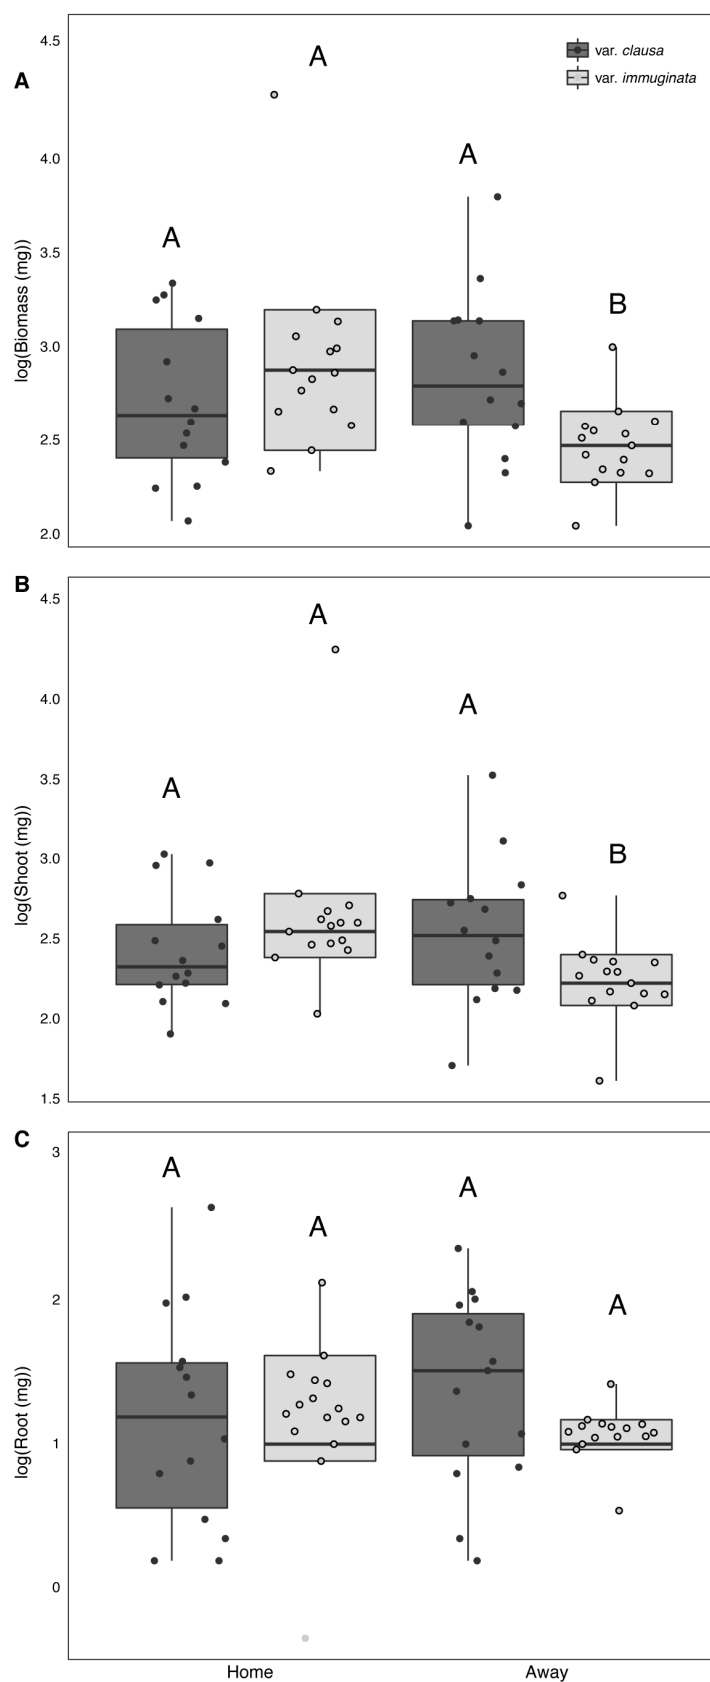 A
4.5
4.0
3.5
3.0
2.5
2.0
log(Biomass (mg))
var. clausa
var. immuginata
A
A
A
B
B
4.5
4.0
3.5
3.0
2.5
2.0
1.5
log(Shoot (mg))
A
A
A
B
C
3
2
1
0
log(Root (mg))
A
A
A
A
Home
Away